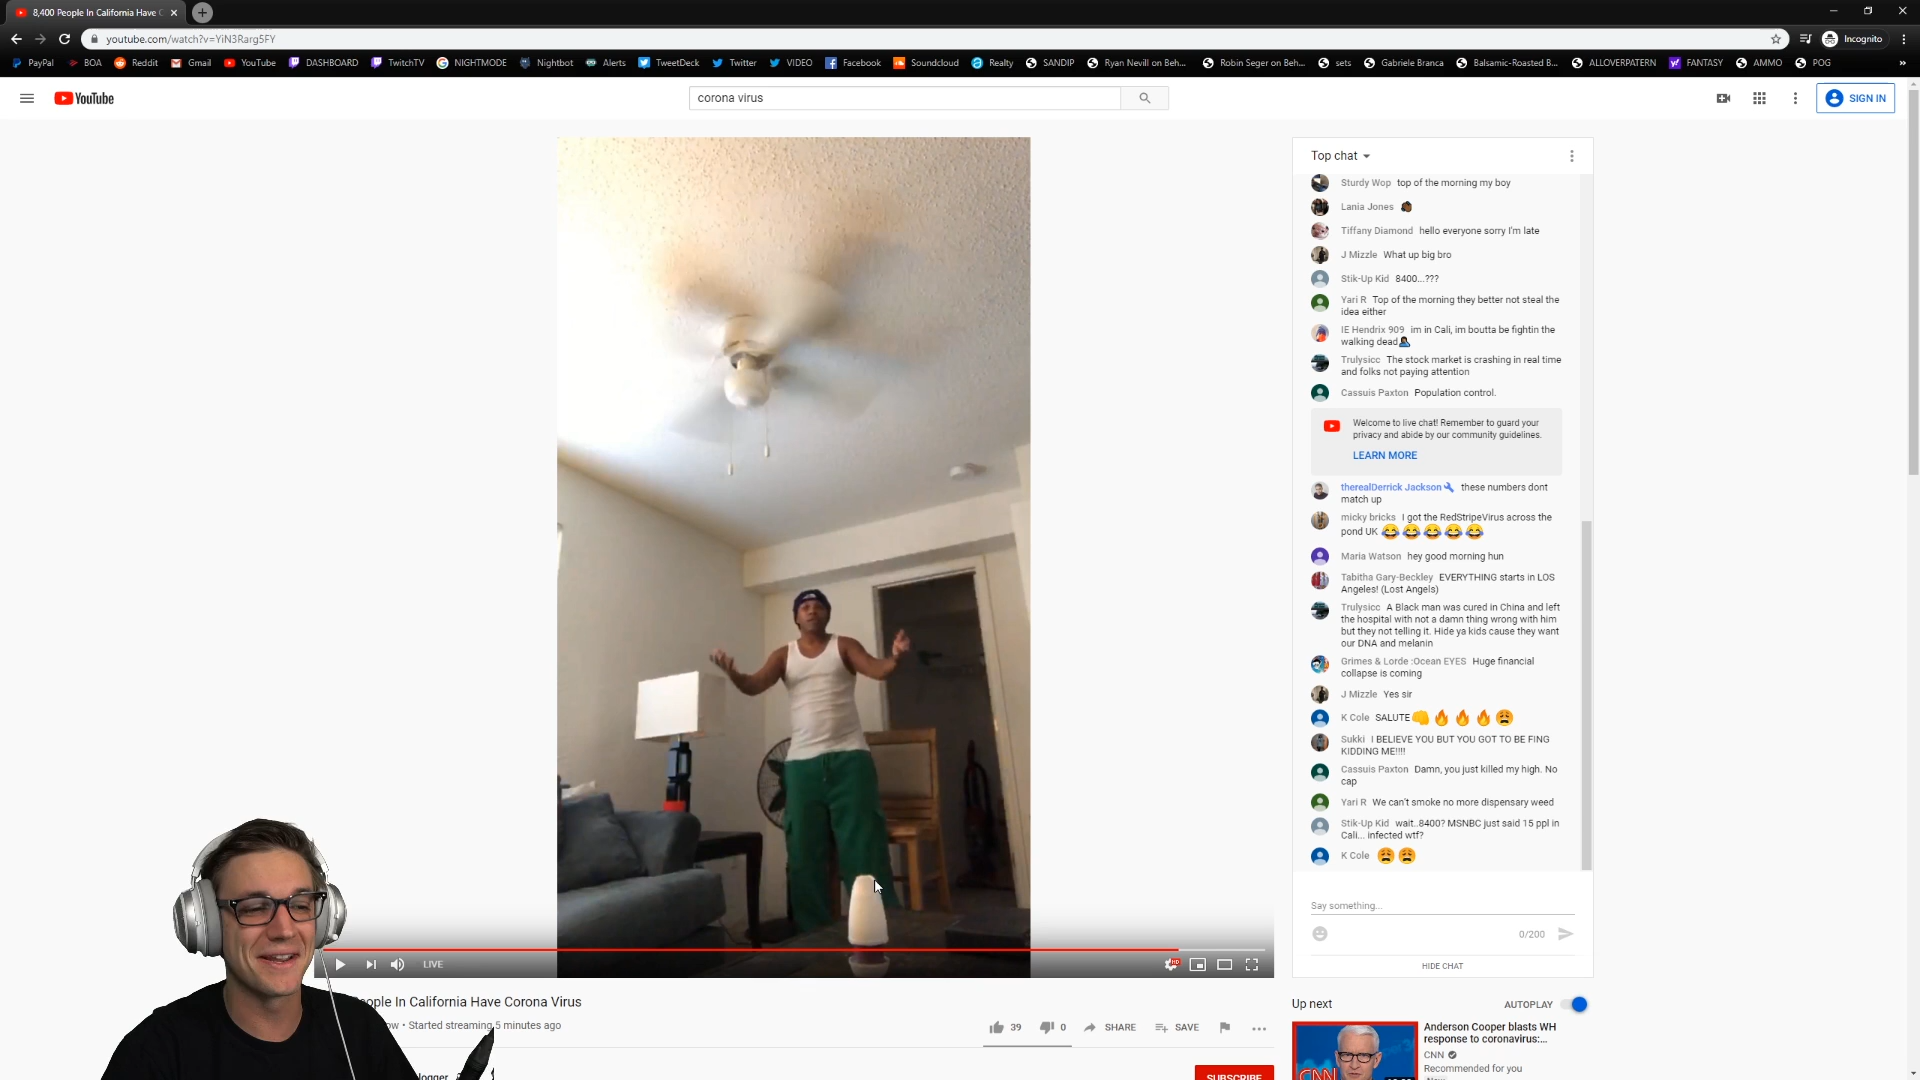 8,400 People In California Have C
youtube.com/watch?v=YiN3Rarg5FY
Incognito
PayPal BOA Reddit Gmail YouTube DASHBOARD TwitchTV NIGHTMODE Nightbot Alerts TweetDeck Twitter VIDEO Facebook Soundcloud Realty SANDIP Ryan Nevill on Beh... Robin Seger on Beh... sets Gabriele Branca Balsamic-Roasted B... ALLOVERPATERN FANTASY AMMO POG
YouTube
corona virus
SIGN IN
Top chat
Sturdy Wop top of the morning my boy
Lania Jones
Tiffany Diamond hello everyone sorry I'm late
J Mizzle What up big bro
Stik-Up Kid 8400...???
Yari R Top of the morning they better not steal the
idea either
IE Hendrix 909 im in Cali, im boutta be fightin the
walking dead
Trulysicc The stock market is crashing in real time
and folks not paying attention
Cassuis Paxton Population control.
Welcome to live chat! Remember to guard your
privacy and abide by our community guidelines.
LEARN MORE
therealDerrick Jackson these numbers dont
match up
micky bricks I got the RedStripeVirus across the
pond UK 😂😂😂😂😂
Maria Watson hey good morning hun
Tabitha Gary-Beckley EVERYTHING starts in LOS
Angeles! (Lost Angels)
Trulysicc A Black man was cured in China and left
the hospital with not a damn thing wrong with him
but they not telling it. Hide ya kids cause they want
our DNA and melanin
Grimes & Lorde :Ocean EYES Huge financial
collapse is coming
J Mizzle Yes sir
K Cole SALUTE👊🔥🔥🔥😩
Sukki I BELIEVE YOU BUT YOU GOT TO BE FING
KIDDING ME!!!!
Cassuis Paxton Damn, you just killed my high. No
cap
Yari R We can't smoke no more dispensary weed
Stik-Up Kid wait..8400? MSNBC just said 15 ppl in
Cali... infected wtf?
K Cole 😩😩
Say something...
0/200
HIDE CHAT
LIVE
HD
eople In California Have Corona Virus
ow • Started streaming 5 minutes ago
39 0 SHARE SAVE
logger
SUBSCRIBE
Up next
AUTOPLAY
Anderson Cooper blasts WH
response to coronavirus:...
CNN
Recommended for you
New
CNN